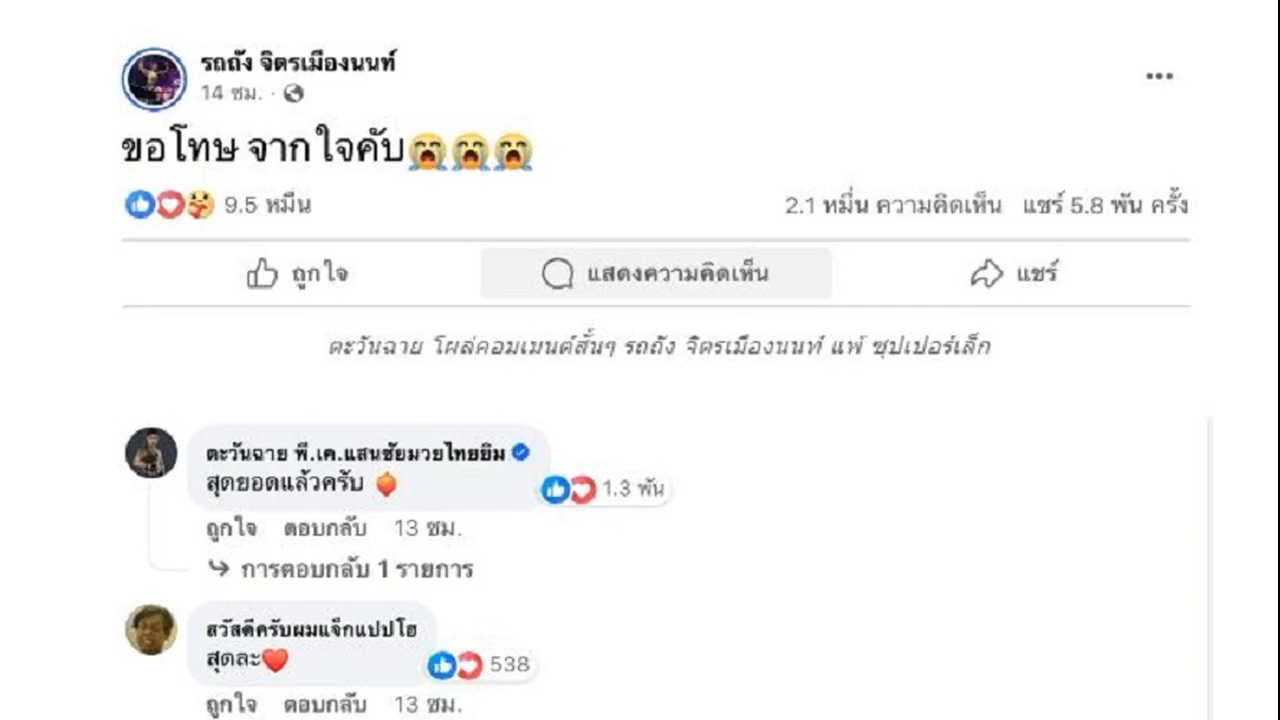 รถถัง จิตรเมืองนนท์
14 ชม. ·
ขอโทษ จากใจคับ😭😭😭
9.5 หมื่น
2.1 หมื่น ความคิดเห็น แชร์ 5.8 พัน ครั้ง
ถูกใจ แสดงความคิดเห็น แชร์
ตะวันฉาย โผล่คอมเมนต์สั้นๆ รถถัง จิตรเมืองนนท์ แพ้ ซุปเปอร์เล็ก
ตะวันฉาย พี.เค.แสนชัยมวยไทยยิม
สุดยอดแล้วครับ
1.3 พัน
ถูกใจ ตอบกลับ 13 ชม.
การตอบกลับ 1 รายการ
สวัสดีครับผมแจ็กแปปโฮ
สุดละ❤️
538
ถูกใจ ตอบกลับ 13 ชม.